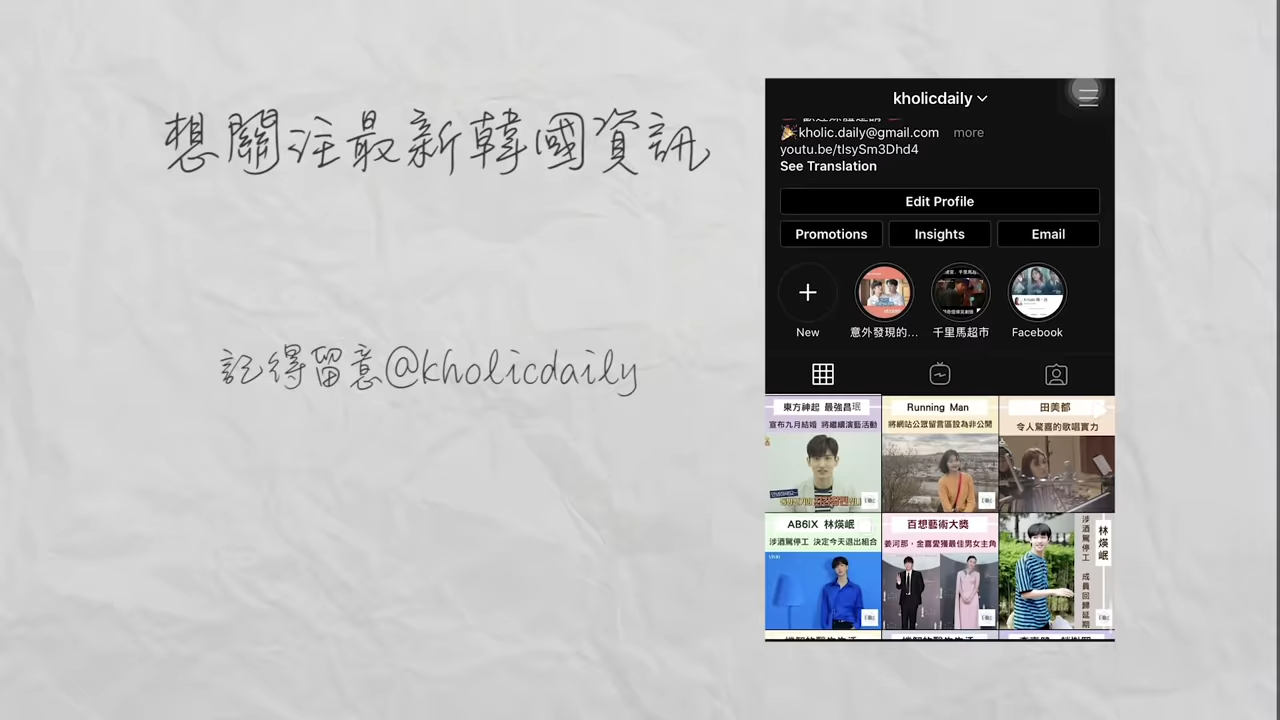 想關注最新韓國資訊
記得留意@kholicdaily
kholicdaily
kholic.daily@gmail.com more
youtu.be/tIsySm3Dhd4
See Translation
Edit Profile
Promotions Insights Email
New 意外發現的... 千里馬超市 Facebook
東方神起 最強昌珉
宣布九月結婚 將繼續演藝活動
Running Man
將網站公眾留言區設為非公開
田美都
令人驚喜的歌唱實力
AB6IX 林煐岷
涉酒駕停工 決定今天退出組合
百想藝術大獎
姜河那，金喜愛獲最佳男女主角
林煐岷
涉酒駕停工 成員回歸延期